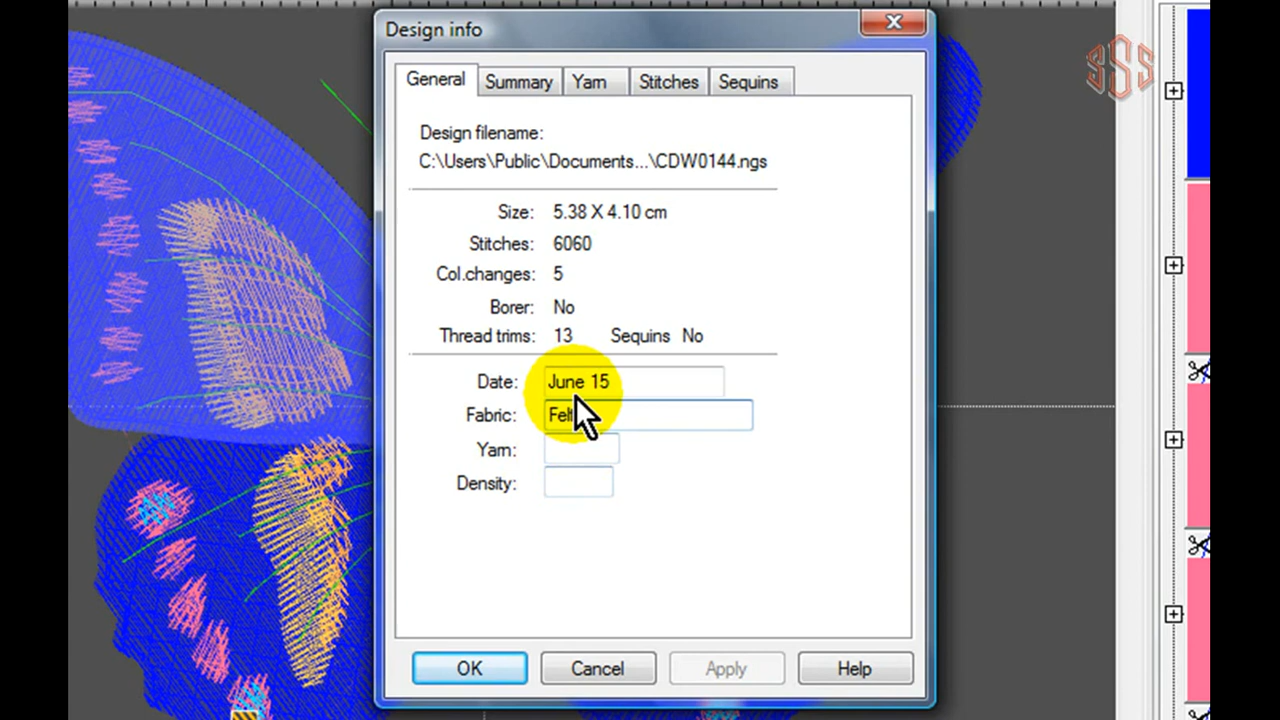 Design info
SSS
General Summary Yarn Stitches Sequins
Design filename:
C:\Users\Public\Documents...\CDW0144.ngs
Size: 5.38 X 4.10 cm
Stitches: 6060
Col.changes: 5
Borer: No
Thread trims: 13 Sequins No
Date: June 15
Fabric: Felt
Yarn:
Density:
OK Cancel Apply Help